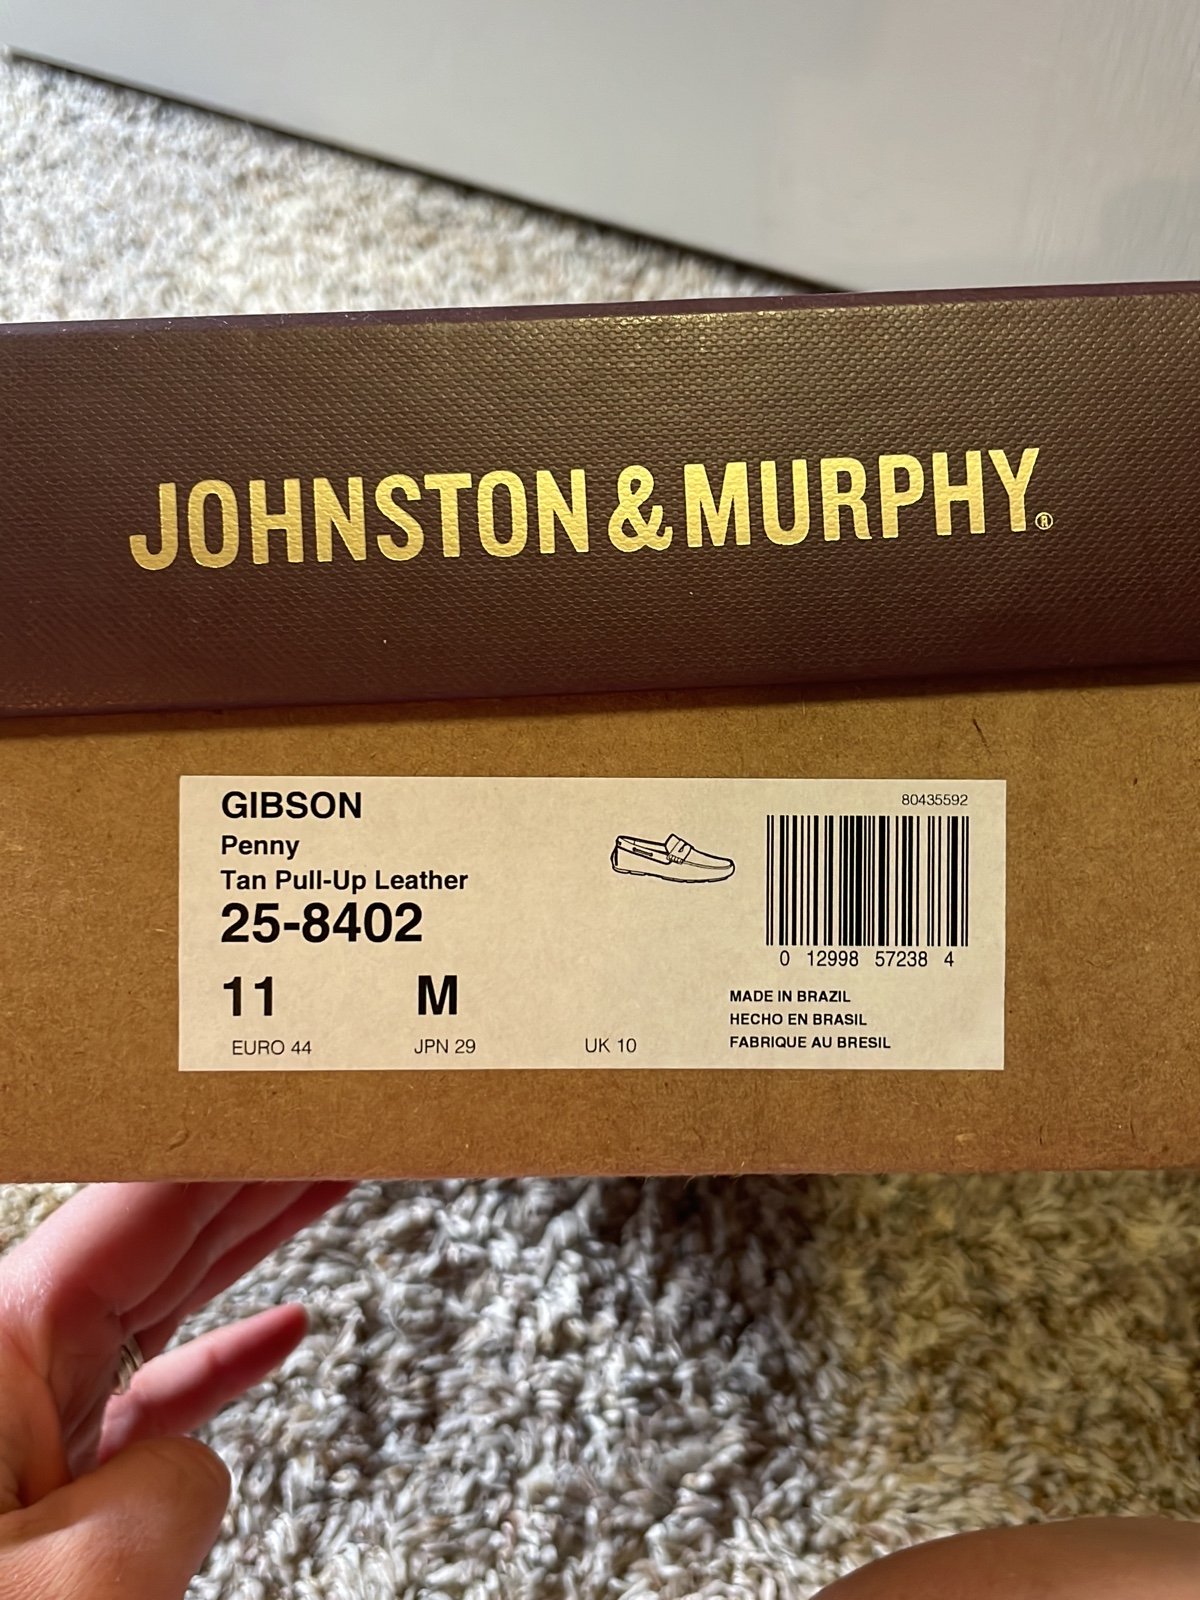 JOHNSTON & MURPHY®
GIBSON
Penny
Tan Pull-Up Leather
25-8402
11 M
EURO 44 JPN 29 UK 10
80435592
0 12998 57238 4
MADE IN BRAZIL
HECHO EN BRASIL
FABRIQUE AU BRESIL